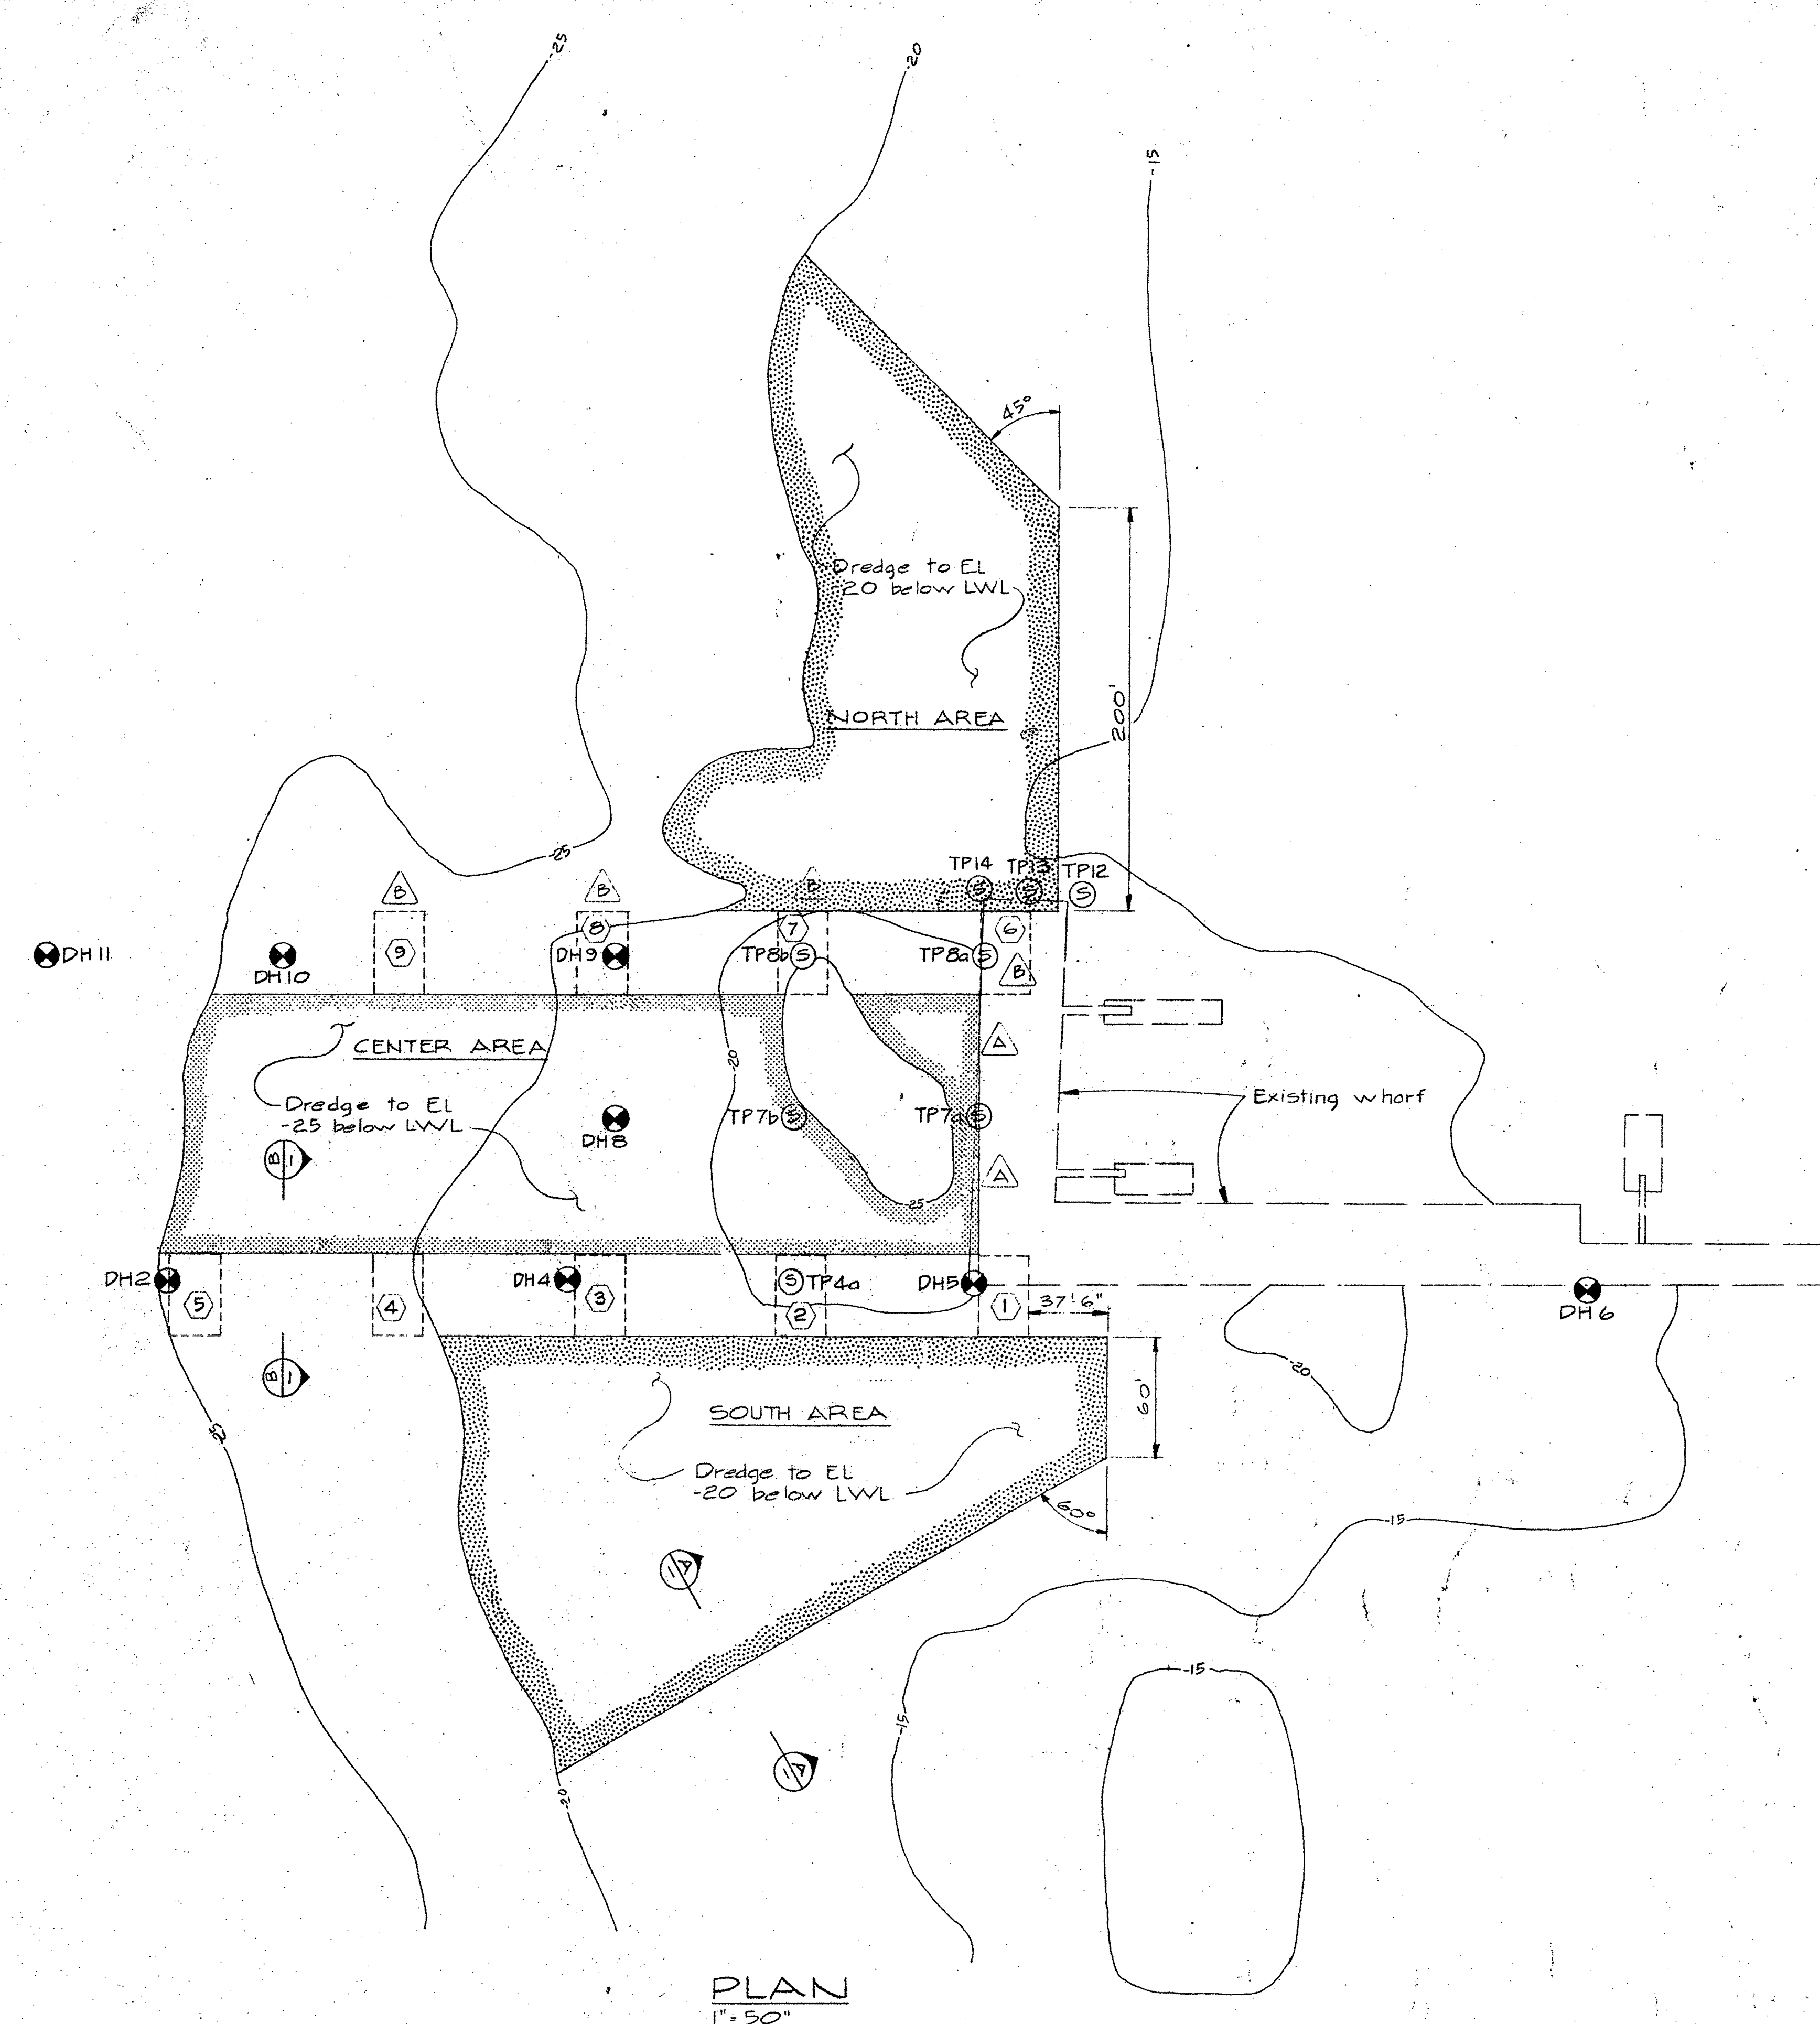 -25
-20
-15
45°
Dredge to EL
-20 below LWL
200'
NORTH AREA
-25
TP14
TP13
TP12
S
S
S
B
B
B
8
7
6
9
DH11
DH10
DH9
TP8b
S
TP8a
S
B
CENTER AREA
A
-20
Dredge to EL
-25 below LWL
Existing wharf
DH8
TP7b
S
TP7a
S
B
1
A
-25
DH2
DH4
S
TP4a
DH5
DH6
5
4
3
2
1
37'-6"
B
1
-20
60'
SOUTH AREA
-25
Dredge to EL
-20 below LWL
60°
-15
1
A
-15
-15
1
A
-20
PLAN
1"=50"